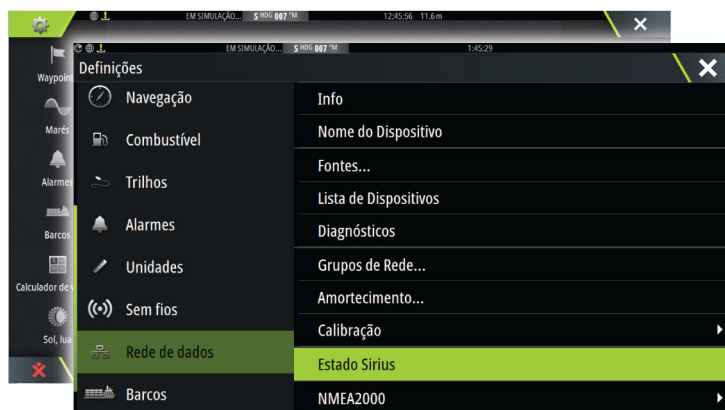 EM SIMULAÇÃO... S HDG 007 °M 12:45:56 11.6 m
Waypoint
Marés
Alarmes
Barcos
Calculador de v
Sol, lua
EM SIMULAÇÃO... S HDG 007 °M 1:45:29
Definições
Navegação
Combustível
Trilhos
Alarmes
Unidades
Sem fios
Rede de dados
Barcos
Info
Nome do Dispositivo
Fontes...
Lista de Dispositivos
Diagnósticos
Grupos de Rede...
Amortecimento...
Calibração
Estado Sirius
NMEA2000